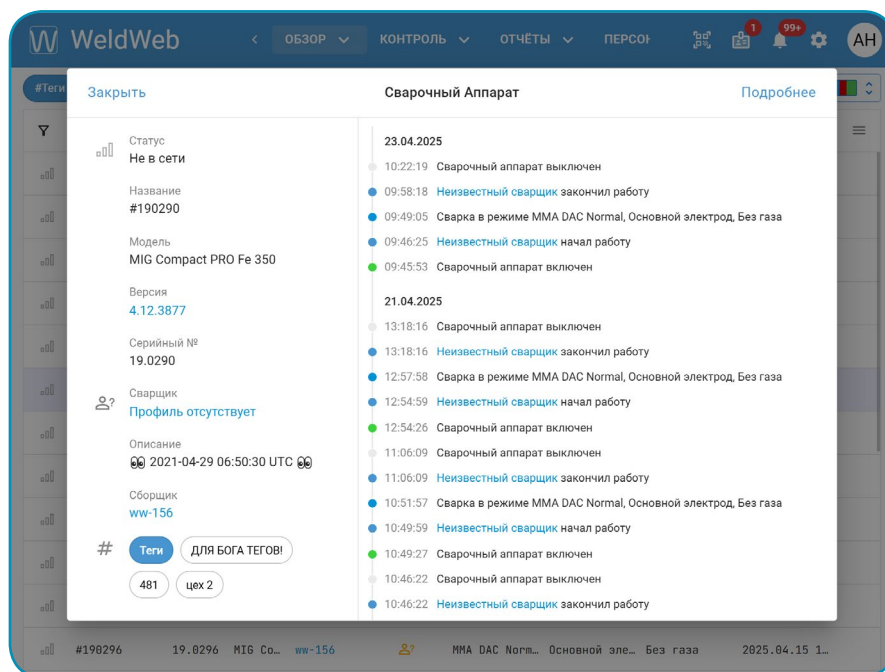 WeldWeb
ОБЗОР
КОНТРОЛЬ
ОТЧЁТЫ
ПЕРСОН
1
99+
АН
#Теги
Закрыть
Сварочный Аппарат
Подробнее
Статус
Не в сети
Название
#190290
Модель
MIG Compact PRO Fe 350
Версия
4.12.3877
Серийный №
19.0290
Сварщик
Профиль отсутствует
Описание
👀 2021-04-29 06:50:30 UTC 👀
Сборщик
ww-156
#
Теги
ДЛЯ БОГА ТЕГОВ!
481
цех 2
23.04.2025
10:22:19 Сварочный аппарат выключен
09:58:18 Неизвестный сварщик закончил работу
09:49:05 Сварка в режиме MMA DAC Normal, Основной электрод, Без газа
09:46:25 Неизвестный сварщик начал работу
09:45:53 Сварочный аппарат включен
21.04.2025
13:18:16 Сварочный аппарат выключен
13:18:16 Неизвестный сварщик закончил работу
12:57:58 Сварка в режиме MMA DAC Normal, Основной электрод, Без газа
12:54:59 Неизвестный сварщик начал работу
12:54:26 Сварочный аппарат включен
11:06:09 Сварочный аппарат выключен
11:06:09 Неизвестный сварщик закончил работу
10:51:57 Сварка в режиме MMA DAC Normal, Основной электрод, Без газа
10:49:59 Неизвестный сварщик начал работу
10:49:27 Сварочный аппарат включен
10:46:22 Сварочный аппарат выключен
10:46:22 Неизвестный сварщик закончил работу
#190296 19.0296 MIG Co… ww-156 MMA DAC Norm… Основной эле… Без газа 2025.04.15 1…